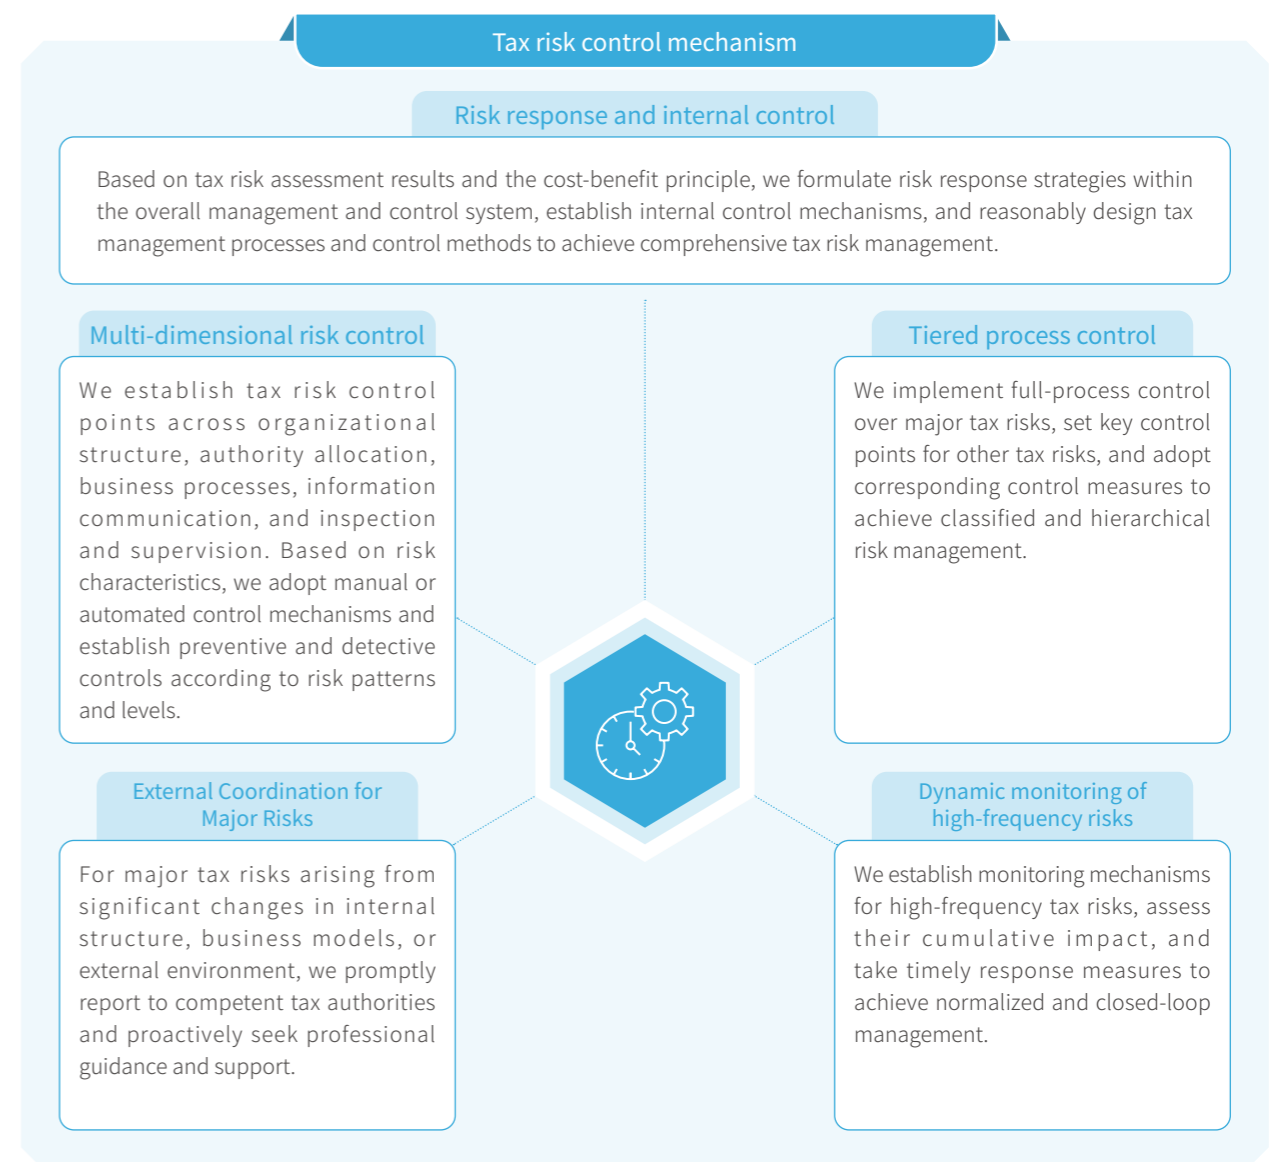 Tax risk control mechanism
Risk response and internal control
Based on tax risk assessment results and the cost-benefit principle, we formulate risk response strategies within
the overall management and control system, establish internal control mechanisms, and reasonably design tax
management processes and control methods to achieve comprehensive tax risk management.
Multi-dimensional risk control
We establish tax risk control
points across organizational
structure, authority allocation,
business processes, information
communication, and inspection
and supervision. Based on risk
characteristics, we adopt manual or
automated control mechanisms and
establish preventive and detective
controls according to risk patterns
and levels.
Tiered process control
We implement full-process control
over major tax risks, set key control
points for other tax risks, and adopt
corresponding control measures to
achieve classified and hierarchical
risk management.
External Coordination for
Major Risks
For major tax risks arising from
significant changes in internal
structure, business models, or
external environment, we promptly
report to competent tax authorities
and proactively seek professional
guidance and support.
Dynamic monitoring of
high-frequency risks
We establish monitoring mechanisms
for high-frequency tax risks, assess
their cumulative impact, and
take timely response measures to
achieve normalized and closed-loop
management.